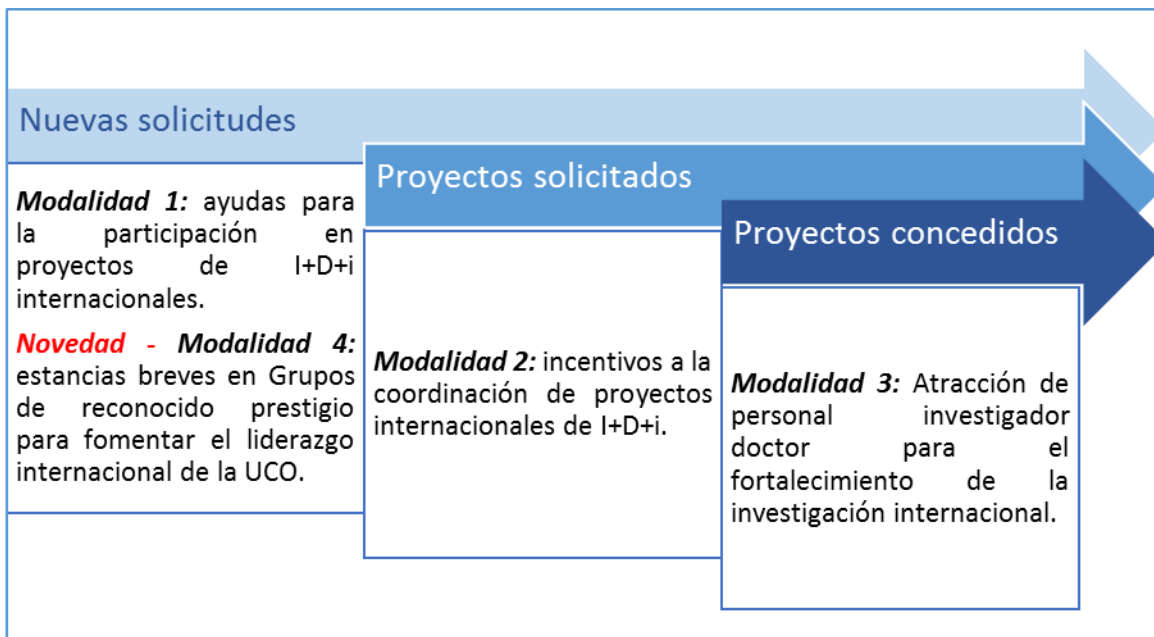 Nuevas solicitudes
Modalidad 1: ayudas para
la participación en
proyectos de I+D+i
internacionales.
Novedad - Modalidad 4:
estancias breves en Grupos
de reconocido prestigio
para fomentar el liderazgo
internacional de la UCO.
Proyectos solicitados
Modalidad 2: incentivos a la
coordinación de proyectos
internacionales de I+D+i.
Proyectos concedidos
Modalidad 3: Atracción de
personal investigador
doctor para el
fortalecimiento de la
investigación internacional.